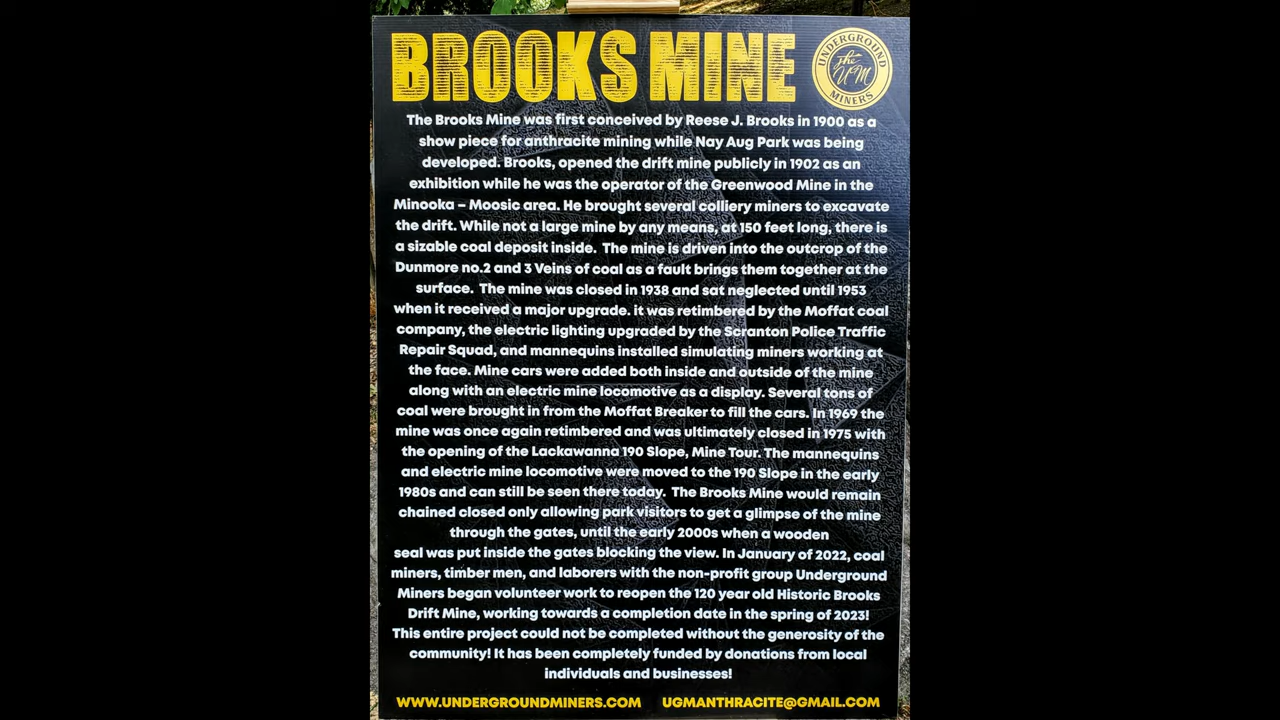 BROOKS MINE
UNDERGROUND
the UM
MINERS
The Brooks Mine was first conceived by Reese J. Brooks in 1900 as a
show piece for anthracite mining while Nay Aug Park was being
developed. Brooks, opened the drift mine publicly in 1902 as an
exhibition while he was the operator of the Greenwood Mine in the
Minooka – Moosic area. He brought several colliery miners to excavate
the drift. While not a large mine by any means, at 150 feet long, there is
a sizable coal deposit inside. The mine is driven into the outcrop of the
Dunmore no.2 and 3 Veins of coal as a fault brings them together at the
surface. The mine was closed in 1938 and sat neglected until 1953
when it received a major upgrade. it was retimbered by the Moffat coal
company, the electric lighting upgraded by the Scranton Police Traffic
Repair Squad, and mannequins installed simulating miners working at
the face. Mine cars were added both inside and outside of the mine
along with an electric mine locomotive as a display. Several tons of
coal were brought in from the Moffat Breaker to fill the cars. In 1969 the
mine was once again retimbered and was ultimately closed in 1975 with
the opening of the Lackawanna 190 Slope, Mine Tour. The mannequins
and electric mine locomotive were moved to the 190 Slope in the early
1980s and can still be seen there today. The Brooks Mine would remain
chained closed only allowing park visitors to get a glimpse of the mine
through the gates, until the early 2000s when a wooden
seal was put inside the gates blocking the view. In January of 2022, coal
miners, timber men, and laborers with the non-profit group Underground
Miners began volunteer work to reopen the 120 year old Historic Brooks
Drift Mine, working towards a completion date in the spring of 2023!
This entire project could not be completed without the generosity of the
community! It has been completely funded by donations from local
individuals and businesses!
WWW.UNDERGROUNDMINERS.COM UGMANTHRACITE@GMAIL.COM